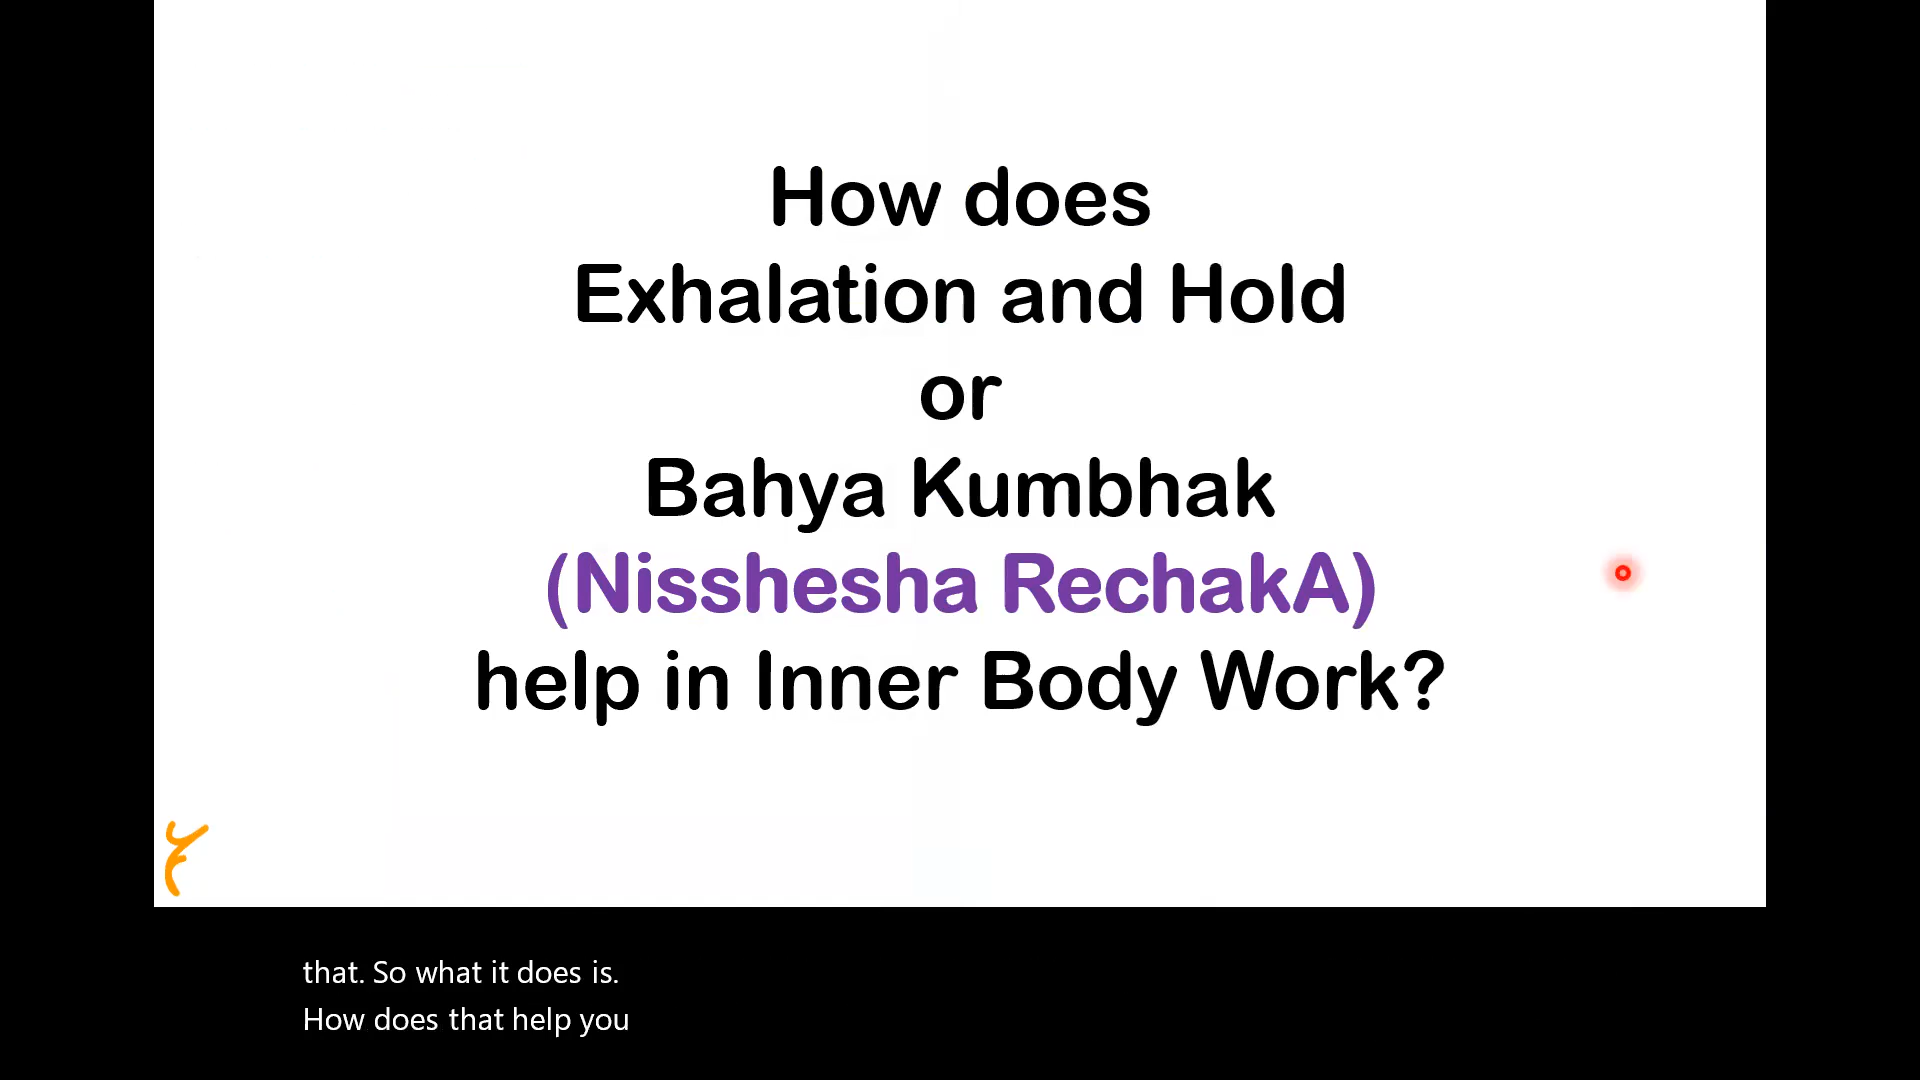 How does
Exhalation and Hold
or
Bahya Kumbhak
(Nisshesha RechakA)
help in Inner Body Work?
that. So what it does is.
How does that help you